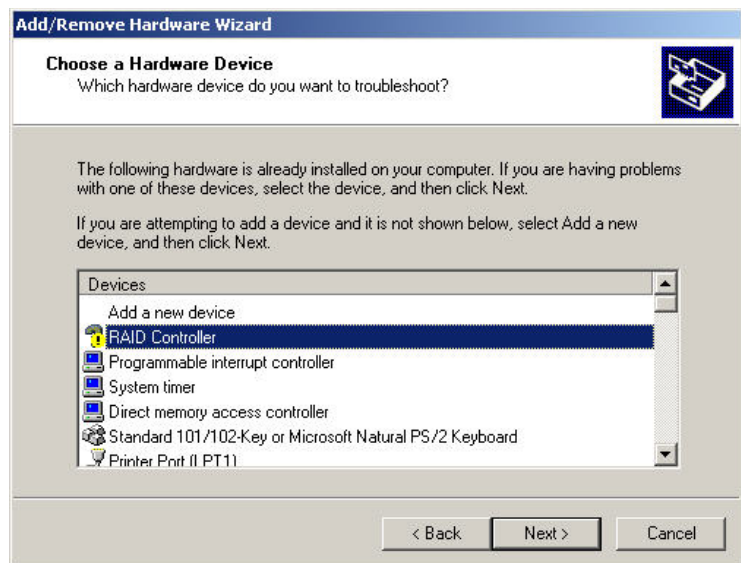 Add/Remove Hardware Wizard
Choose a Hardware Device
Which hardware device do you want to troubleshoot?
The following hardware is already installed on your computer. If you are having problems
with one of these devices, select the device, and then click Next.
If you are attempting to add a device and it is not shown below, select Add a new
device, and then click Next.
Devices
Add a new device
RAID Controller
Programmable interrupt controller
System timer
Direct memory access controller
Standard 101/102-Key or Microsoft Natural PS/2 Keyboard
Printer Port (LPT1)
< Back
Next >
Cancel